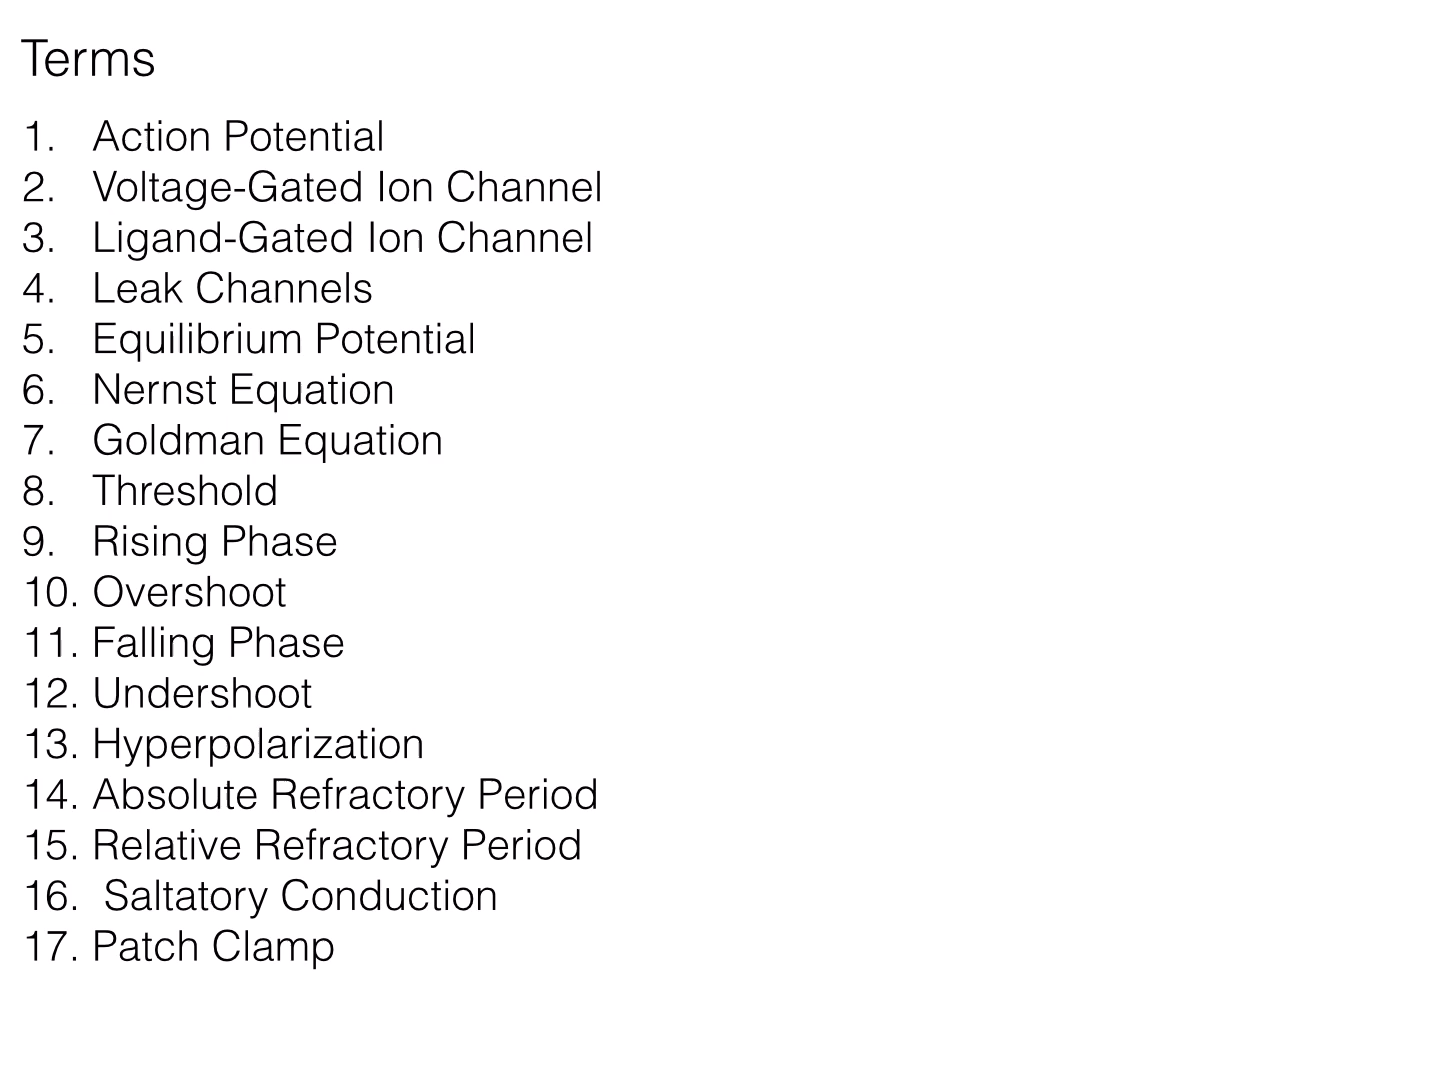 Terms
1. Action Potential
2. Voltage-Gated Ion Channel
3. Ligand-Gated Ion Channel
4. Leak Channels
5. Equilibrium Potential
6. Nernst Equation
7. Goldman Equation
8. Threshold
9. Rising Phase
10. Overshoot
11. Falling Phase
12. Undershoot
13. Hyperpolarization
14. Absolute Refractory Period
15. Relative Refractory Period
16. Saltatory Conduction
17. Patch Clamp